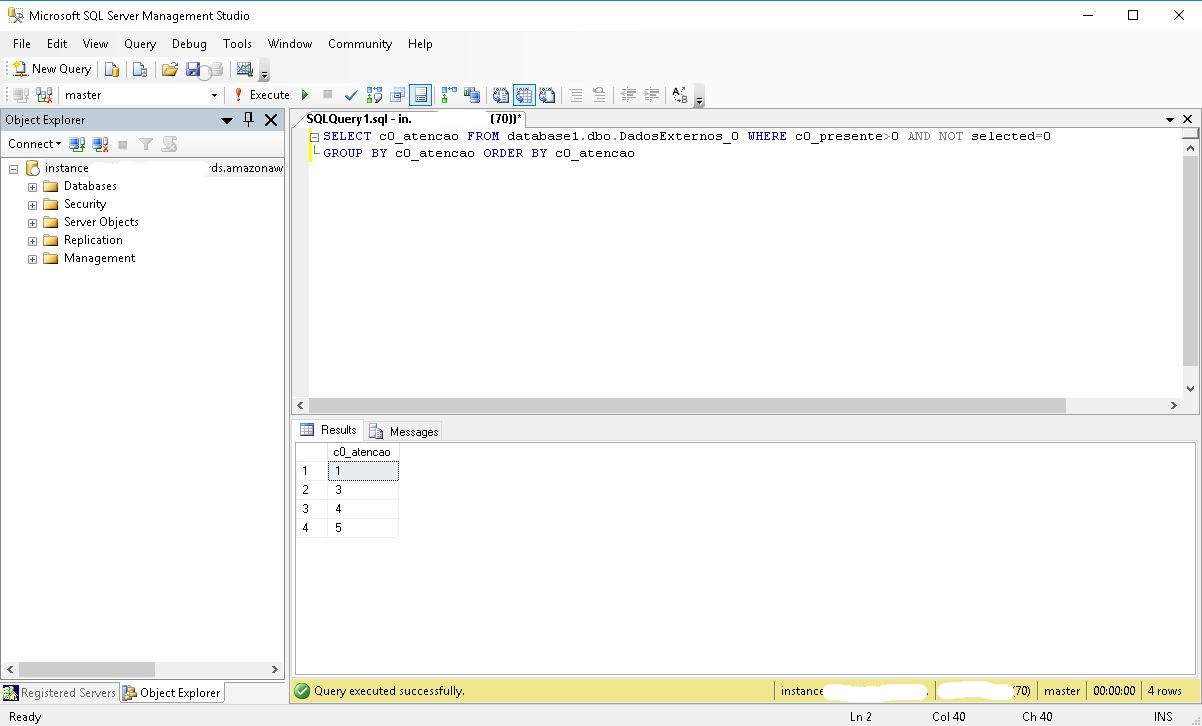 Microsoft SQL Server Management Studio
File Edit View Query Debug Tools Window Community Help
New Query
master Execute
Object Explorer
Connect
instance rds.amazonaw
Databases
Security
Server Objects
Replication
Management
Registered Servers Object Explorer
SQLQuery1.sql - in. (70))*
SELECT c0_atencao FROM database1.dbo.DadosExternos_0 WHERE c0_presente>0 AND NOT selected=0
GROUP BY c0_atencao ORDER BY c0_atencao
Results Messages
c0_atencao
1 1
2 3
3 4
4 5
Query executed successfully. instance (70) master 00:00:00 4 rows
Ready Ln 2 Col 40 Ch 40 INS